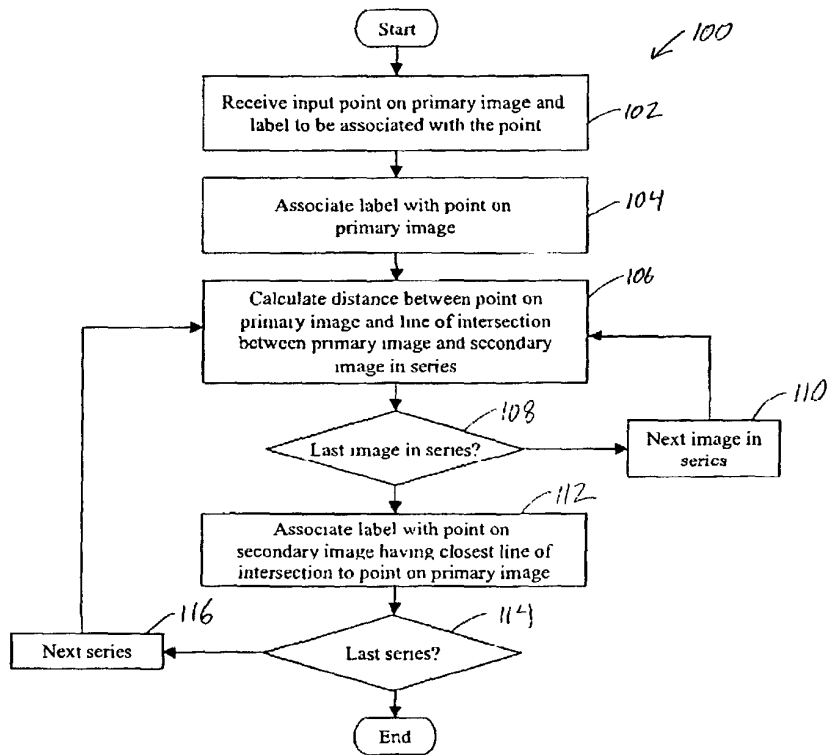 Start
100
Receive input point on primary image and
label to be associated with the point
102
Associate label with point on
primary image
104
Calculate distance between point on
primary image and line of intersection
between primary image and secondary
image in series
106
Last image in series?
108
Next image in
series
110
Associate label with point on
secondary image having closest line of
intersection to point on primary image
112
Last series?
114
Next series
116
End